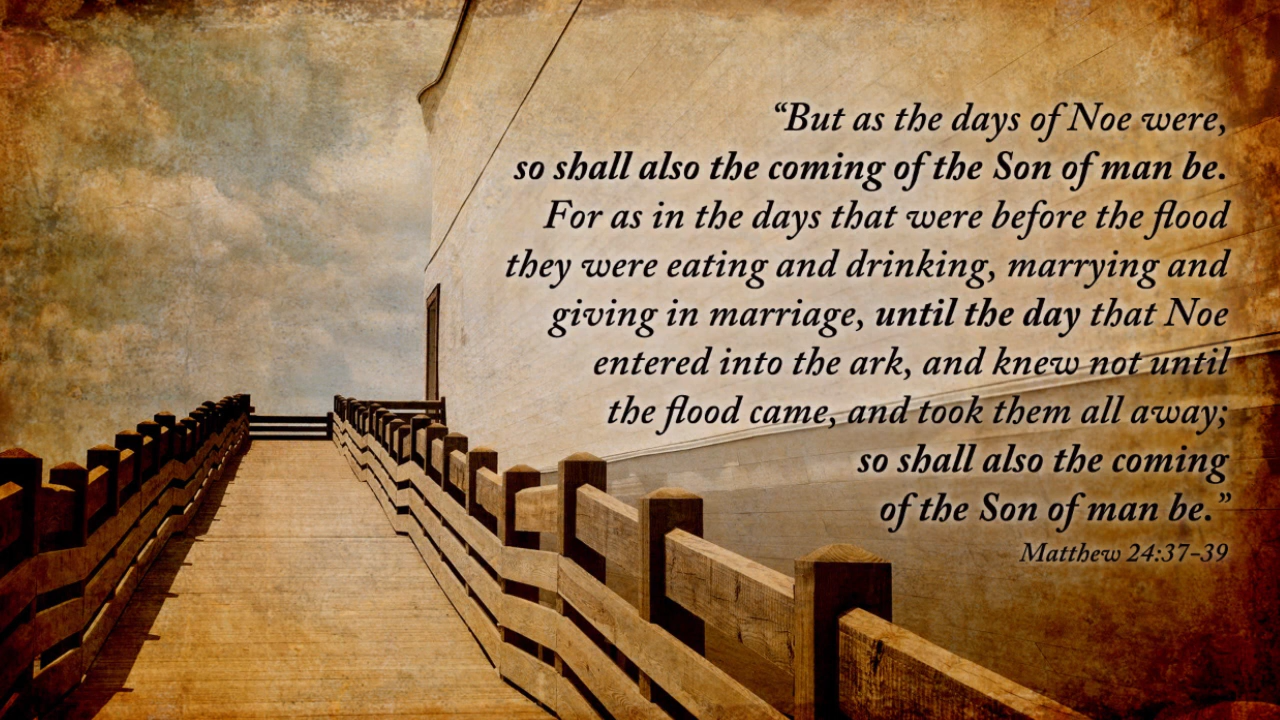 “But as the days of Noe were,
so shall also the coming of the Son of man be.
For as in the days that were before the flood
they were eating and drinking, marrying and
giving in marriage, until the day that Noe
entered into the ark, and knew not until
the flood came, and took them all away;
so shall also the coming
of the Son of man be.”
Matthew 24:37–39